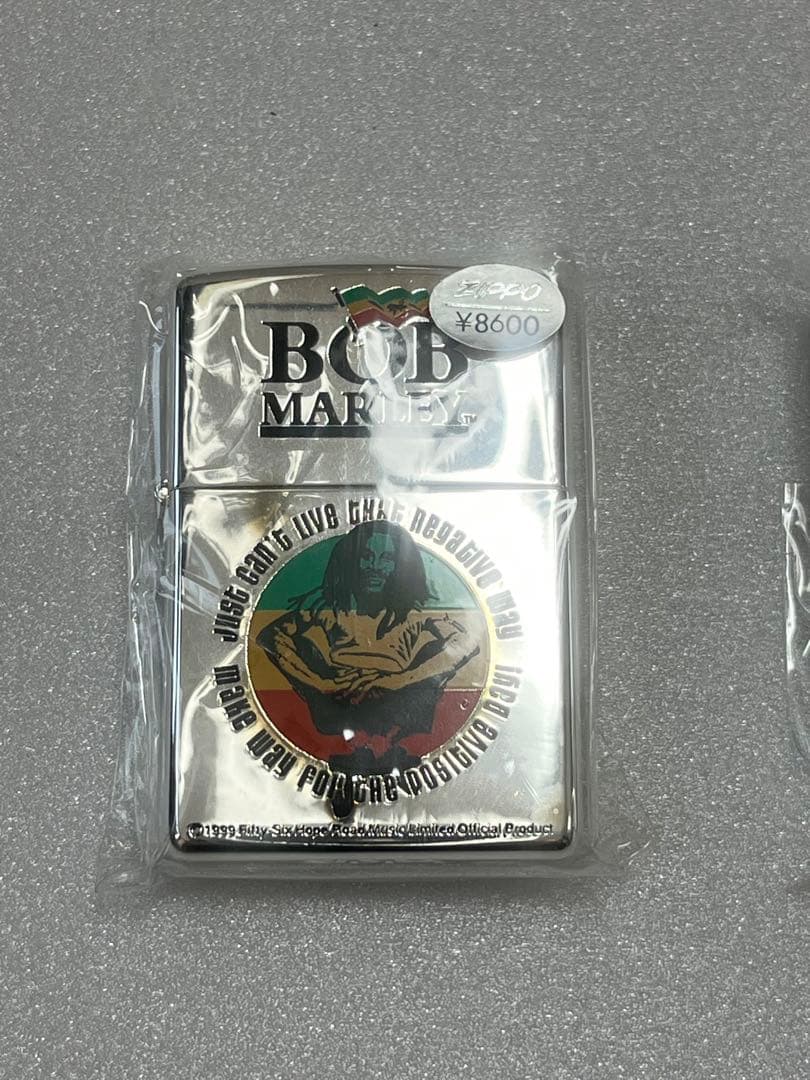 ZIPPO
¥8600
BOB
MARLEY™
Just can't live that negative way
make way for the positive day!
©1999 Fifty-Six Hope Road Music Limited Official Product